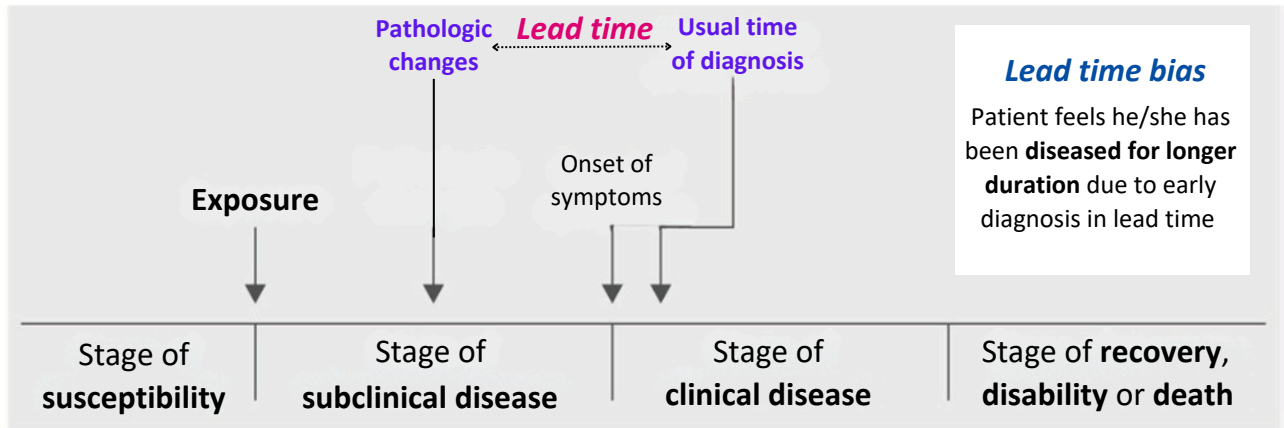 Pathologic
changes
Lead time
Usual time
of diagnosis
Lead time bias
Patient feels he/she has
been diseased for longer
duration due to early
diagnosis in lead time
Onset of
symptoms
Exposure
Stage of
susceptibility
Stage of
subclinical disease
Stage of
clinical disease
Stage of recovery,
disability or death